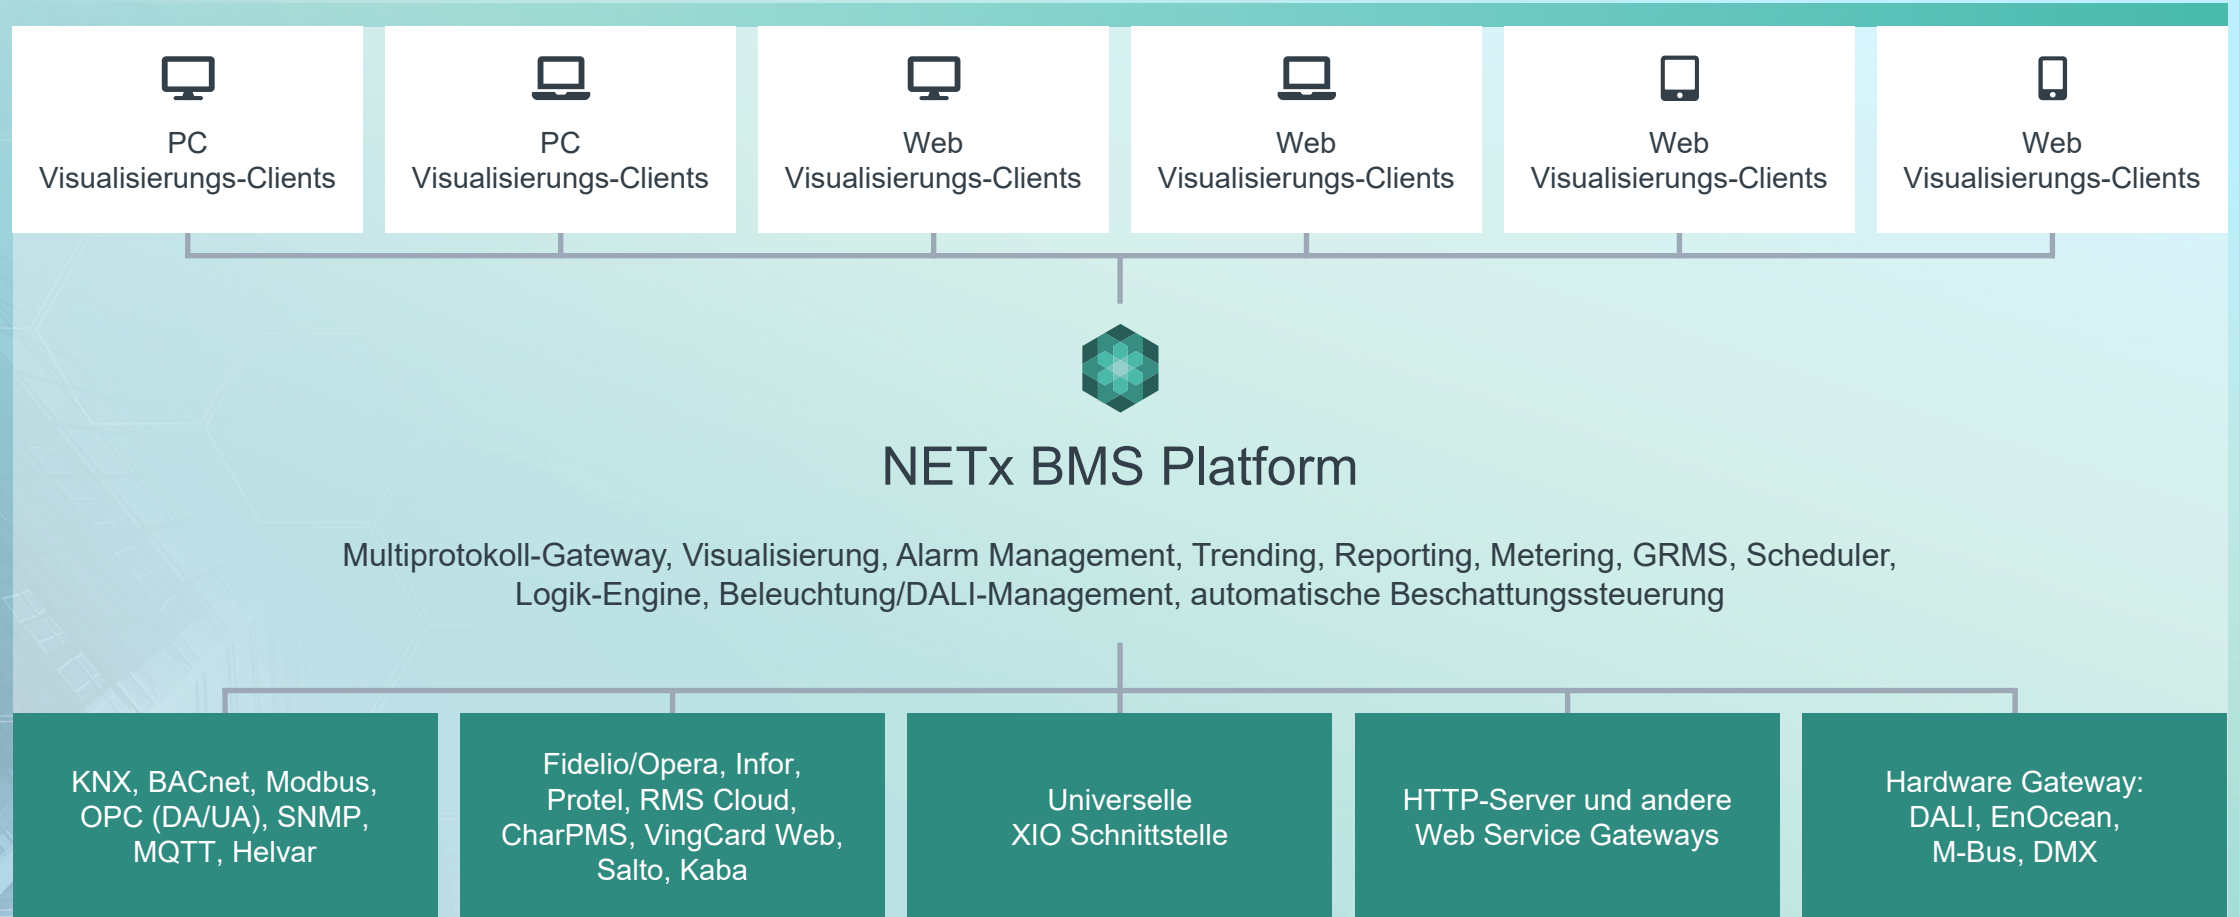 PC
Visualisierungs-Clients
PC
Visualisierungs-Clients
Web
Visualisierungs-Clients
Web
Visualisierungs-Clients
Web
Visualisierungs-Clients
Web
Visualisierungs-Clients
NETx BMS Platform
Multiprotokoll-Gateway, Visualisierung, Alarm Management, Trending, Reporting, Metering, GRMS, Scheduler,
Logik-Engine, Beleuchtung/DALI-Management, automatische Beschattungssteuerung
KNX, BACnet, Modbus,
OPC (DA/UA), SNMP,
MQTT, Helvar
Fidelio/Opera, Infor,
Protel, RMS Cloud,
CharPMS, VingCard Web,
Salto, Kaba
Universelle
XIO Schnittstelle
HTTP-Server und andere
Web Service Gateways
Hardware Gateway:
DALI, EnOcean,
M-Bus, DMX